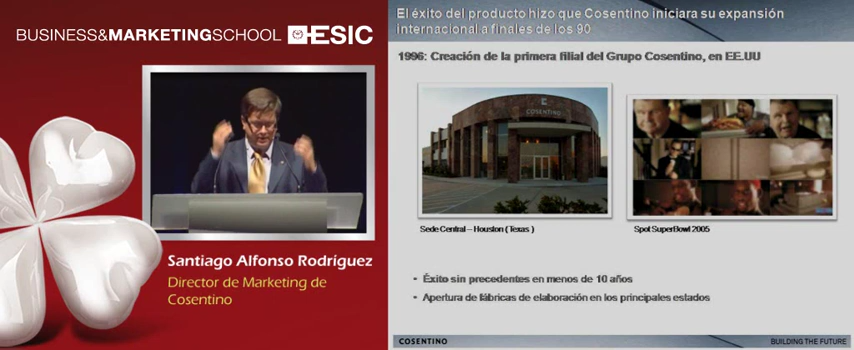 BUSINESS&MARKETINGSCHOOL ESIC
Santiago Alfonso Rodríguez
Director de Marketing de
Cosentino
El éxito del producto hizo que Cosentino iniciara su expansión
internacional a finales de los 90
1996: Creación de la primera filial del Grupo Cosentino, en EE.UU
COSENTINO
Sede Central – Houston ( Texas )
Spot SuperBowl 2005
- Éxito sin precedentes en menos de 10 años
- Apertura de fábricas de elaboración en los principales estados
COSENTINO
BUILDING THE FUTURE